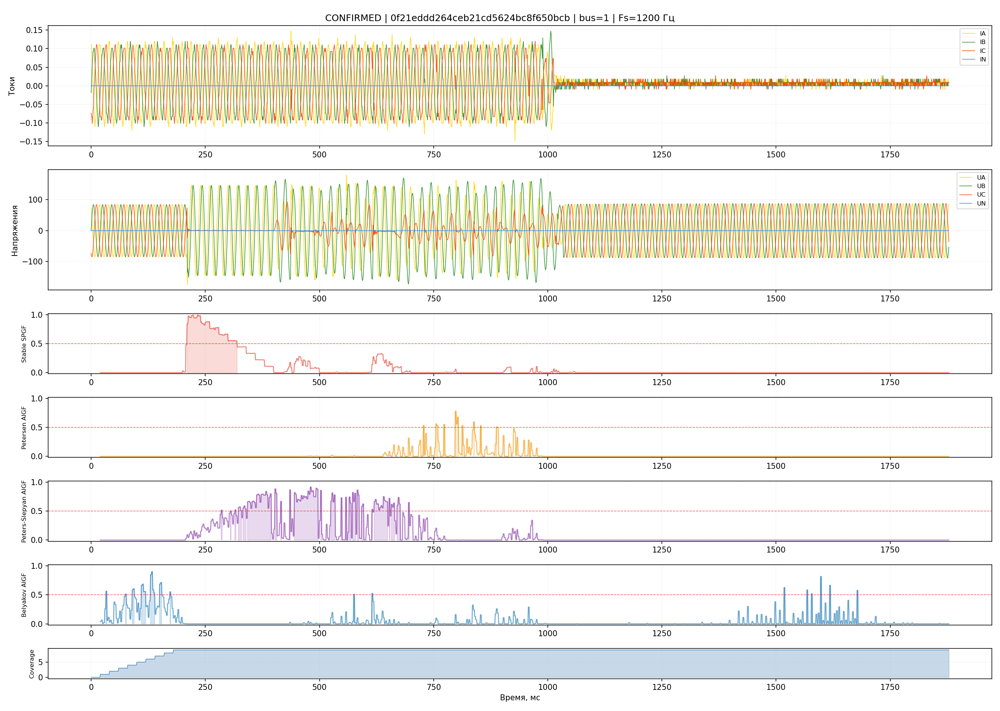 CONFIRMED | 0f21eddd264ceb21cd5624bc8f650bcb | bus=1 | Fs=1200 Гц
Токи
0.15
0.10
0.05
0.00
−0.05
−0.10
−0.15
IA
IB
IC
IN
0 250 500 750 1000 1250 1500 1750
Напряжения
100
0
−100
UA
UB
UC
UN
0 250 500 750 1000 1250 1500 1750
Stable SPGF
1.0
0.5
0.0
0 250 500 750 1000 1250 1500 1750
Petersen AIGF
1.0
0.5
0.0
0 250 500 750 1000 1250 1500 1750
Peters-Slepyan AIGF
1.0
0.5
0.0
0 250 500 750 1000 1250 1500 1750
Belyakov AIGF
1.0
0.5
0.0
0 250 500 750 1000 1250 1500 1750
Coverage
5
0
0 250 500 750 1000 1250 1500 1750
Время, мс